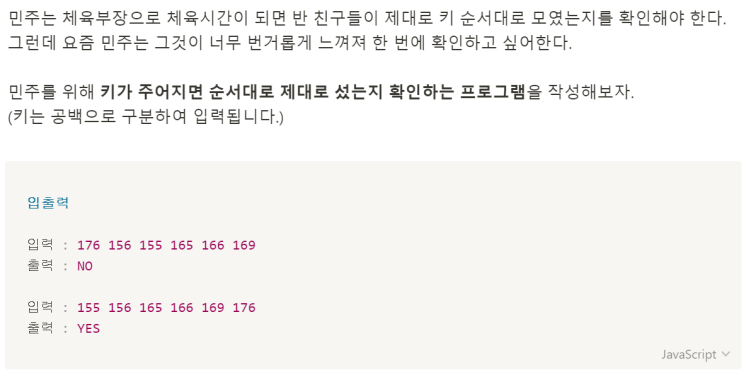 민주는 체육부장으로 체육시간이 되면 반 친구들이 제대로 키 순서대로 모였는지를 확인해야 한다.
그런데 요즘 민주는 그것이 너무 번거롭게 느껴져 한 번에 확인하고 싶어한다.
민주를 위해 키가 주어지면 순서대로 제대로 섰는지 확인하는 프로그램을 작성해보자.
(키는 공백으로 구분하여 입력됩니다.)
입출력
입력 : 176 156 155 165 166 169
출력 : NO
입력 : 155 156 165 166 169 176
출력 : YES
JavaScript